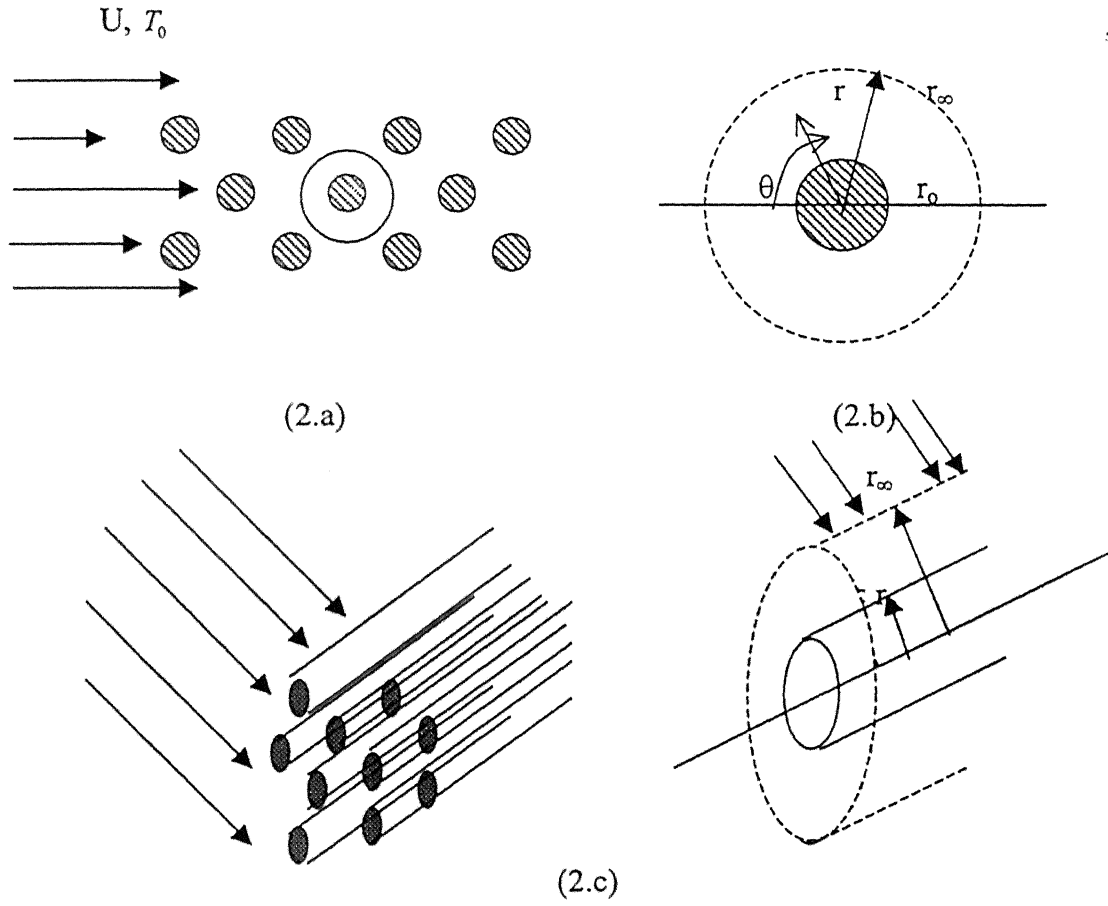 U, T₀
r
r∞
θ
r₀
(2.a)
(2.b)
r∞
r
(2.c)